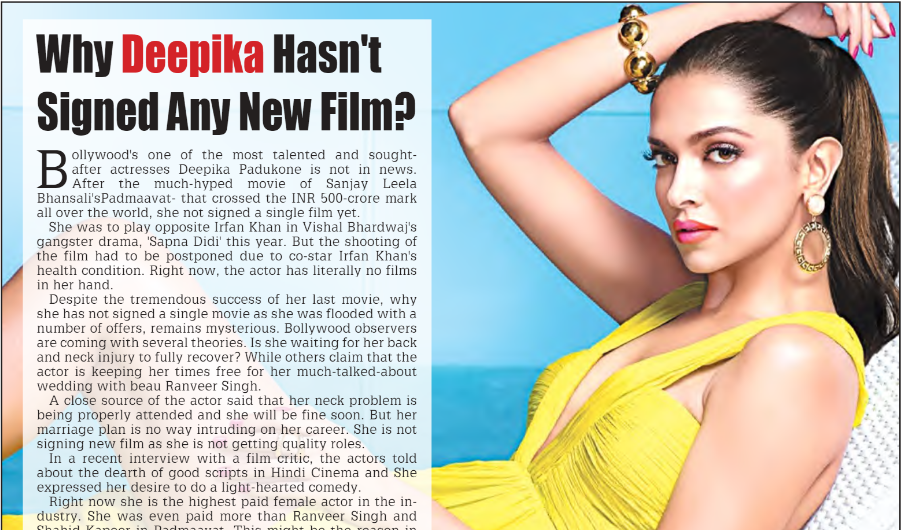 Why Deepika Hasn't
Signed Any New Film?
Bollywood's one of the most talented and sought-
after actresses Deepika Padukone is not in news.
After the much-hyped movie of Sanjay Leela
Bhansali'sPadmaavat- that crossed the INR 500-crore mark
all over the world, she not signed a single film yet.
She was to play opposite Irfan Khan in Vishal Bhardwaj's
gangster drama, 'Sapna Didi' this year. But the shooting of
the film had to be postponed due to co-star Irfan Khan's
health condition. Right now, the actor has literally no films
in her hand.
Despite the tremendous success of her last movie, why
she has not signed a single movie as she was flooded with a
number of offers, remains mysterious. Bollywood observers
are coming with several theories. Is she waiting for her back
and neck injury to fully recover? While others claim that the
actor is keeping her times free for her much-talked-about
wedding with beau Ranveer Singh.
A close source of the actor said that her neck problem is
being properly attended and she will be fine soon. But her
marriage plan is no way intruding on her career. She is not
signing new film as she is not getting quality roles.
In a recent interview with a film critic, the actors told
about the dearth of good scripts in Hindi Cinema and She
expressed her desire to do a light-hearted comedy.
Right now she is the highest paid female actor in the in-
dustry. She was even paid more than Ranveer Singh and
Shahid Kapoor in Padmaavat. This might be the reason in